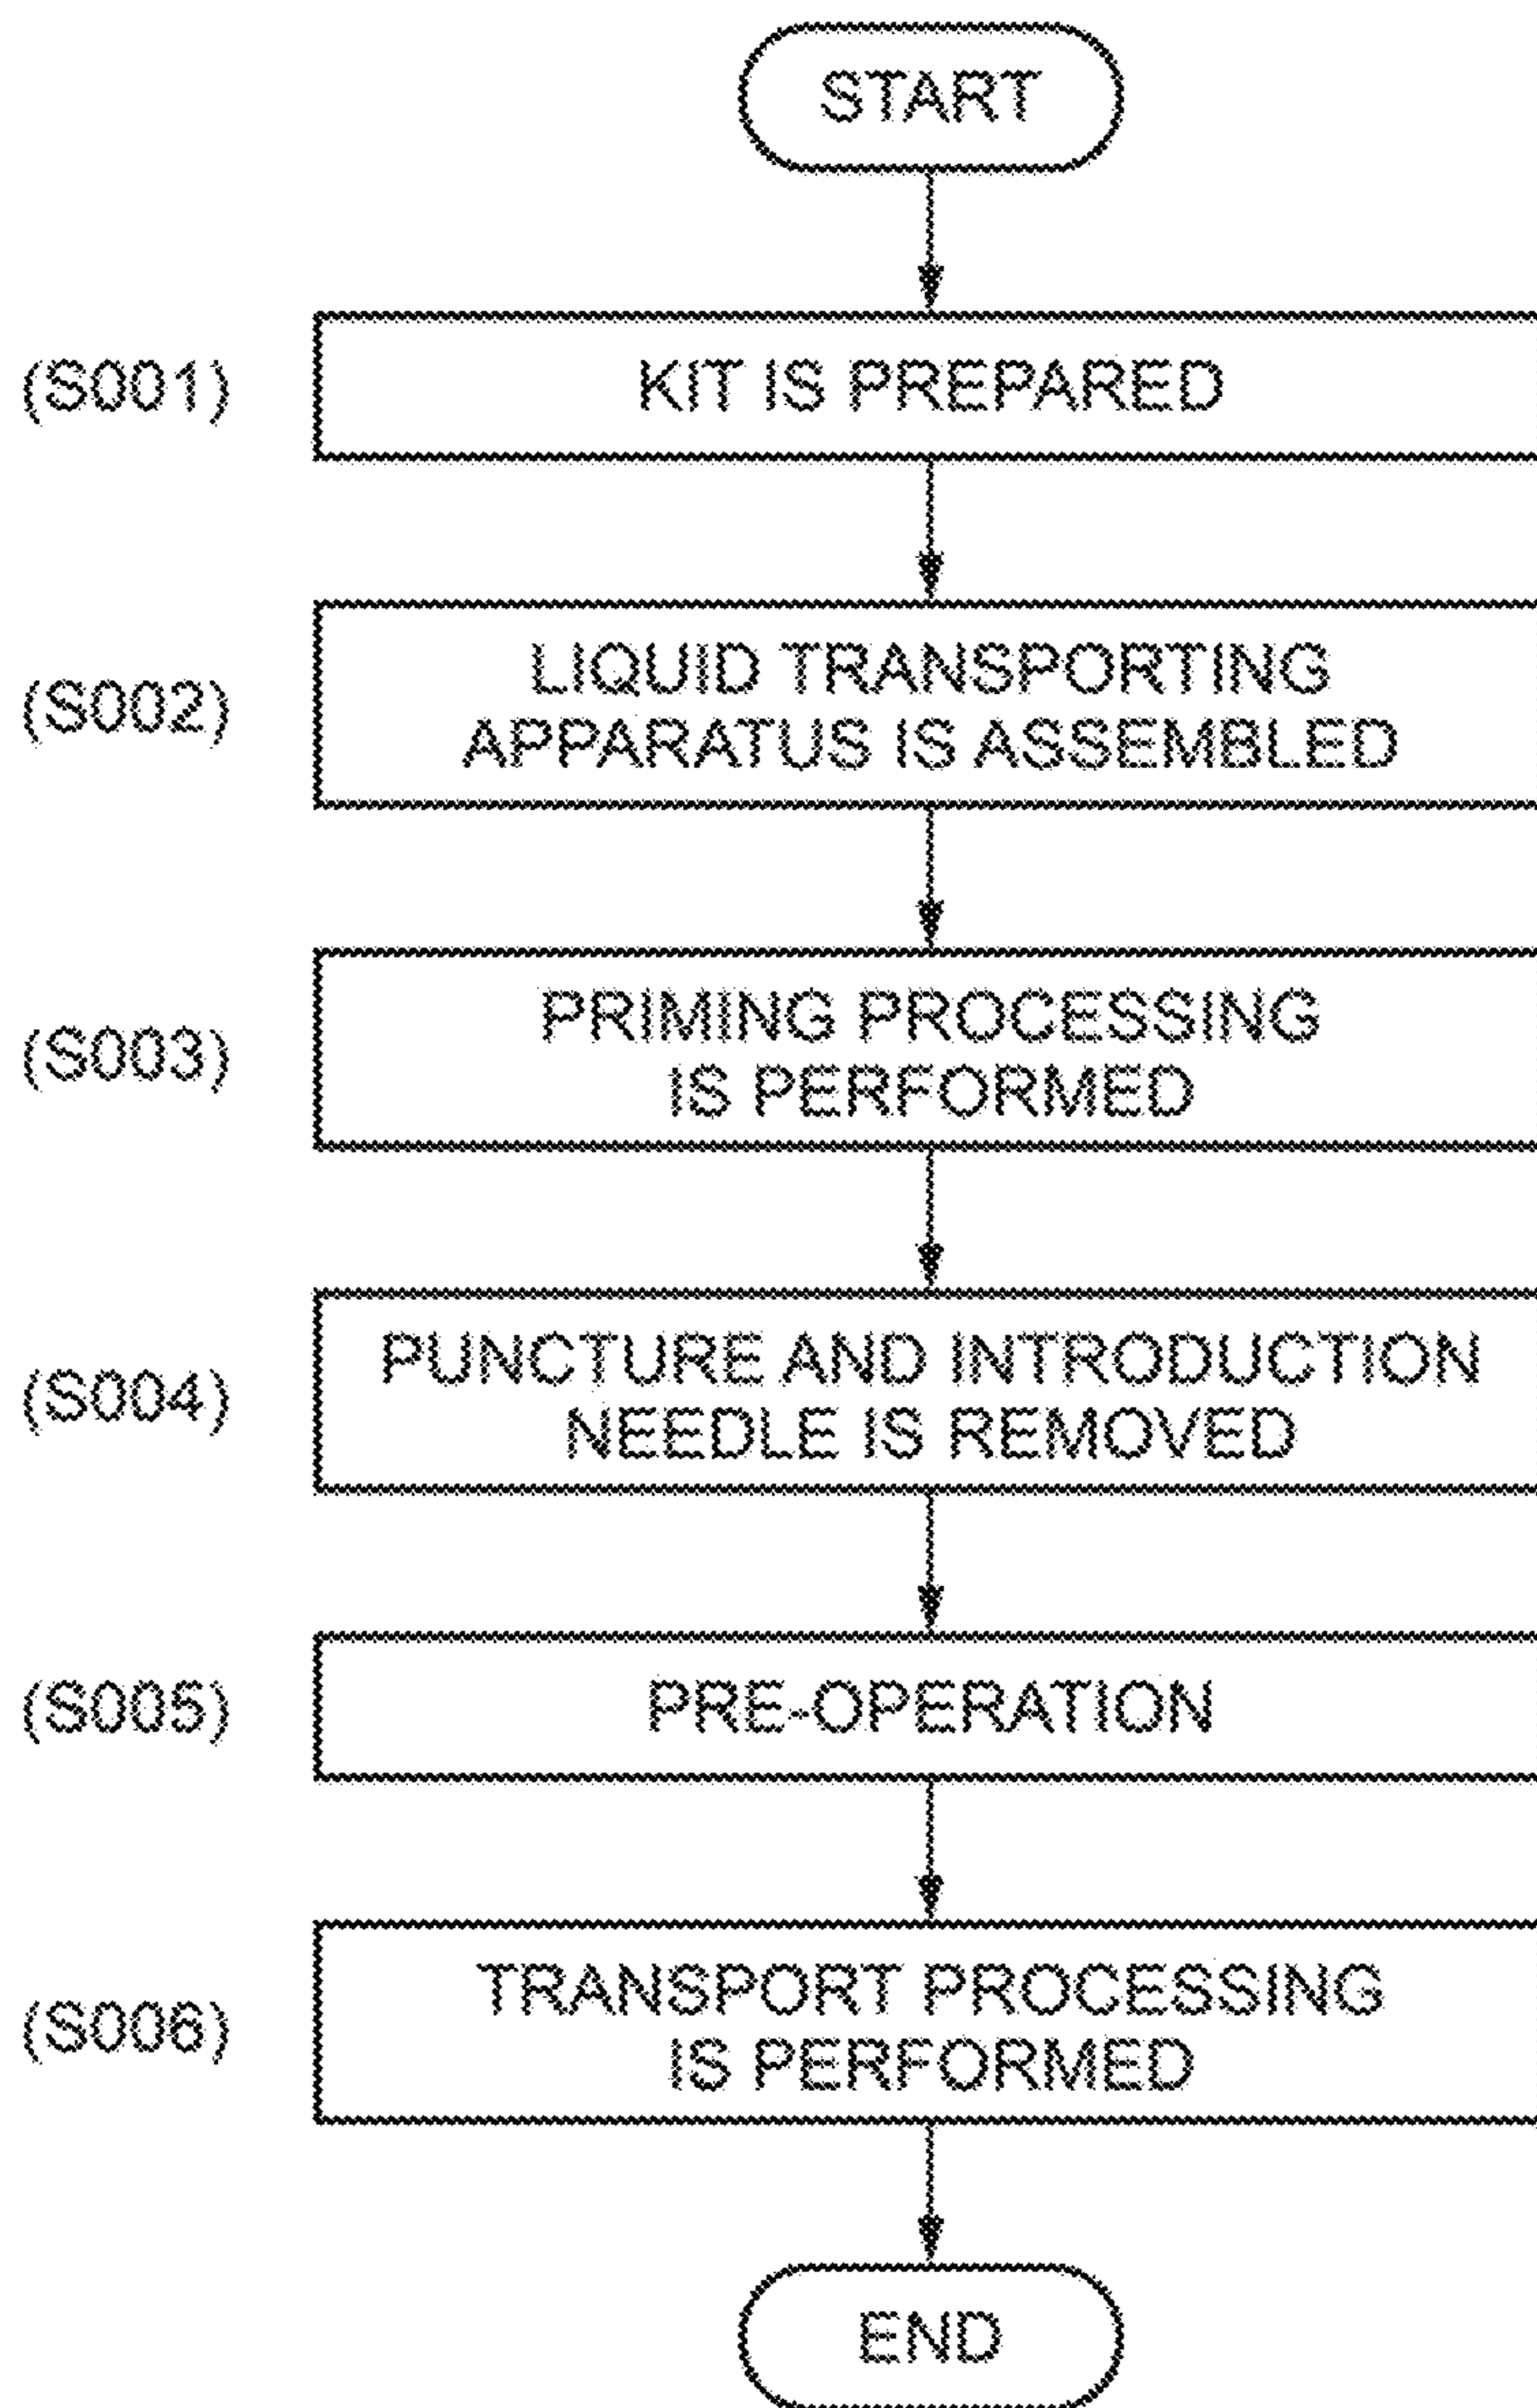 START
(S001)
KIT IS PREPARED
(S002)
LIQUID TRANSPORTING
APPARATUS IS ASSEMBLED
(S003)
PRIMING PROCESSING
IS PERFORMED
(S004)
PUNCTURE AND INTRODUCTION
NEEDLE IS REMOVED
(S005)
PRE-OPERATION
(S006)
TRANSPORT PROCESSING
IS PERFORMED
END